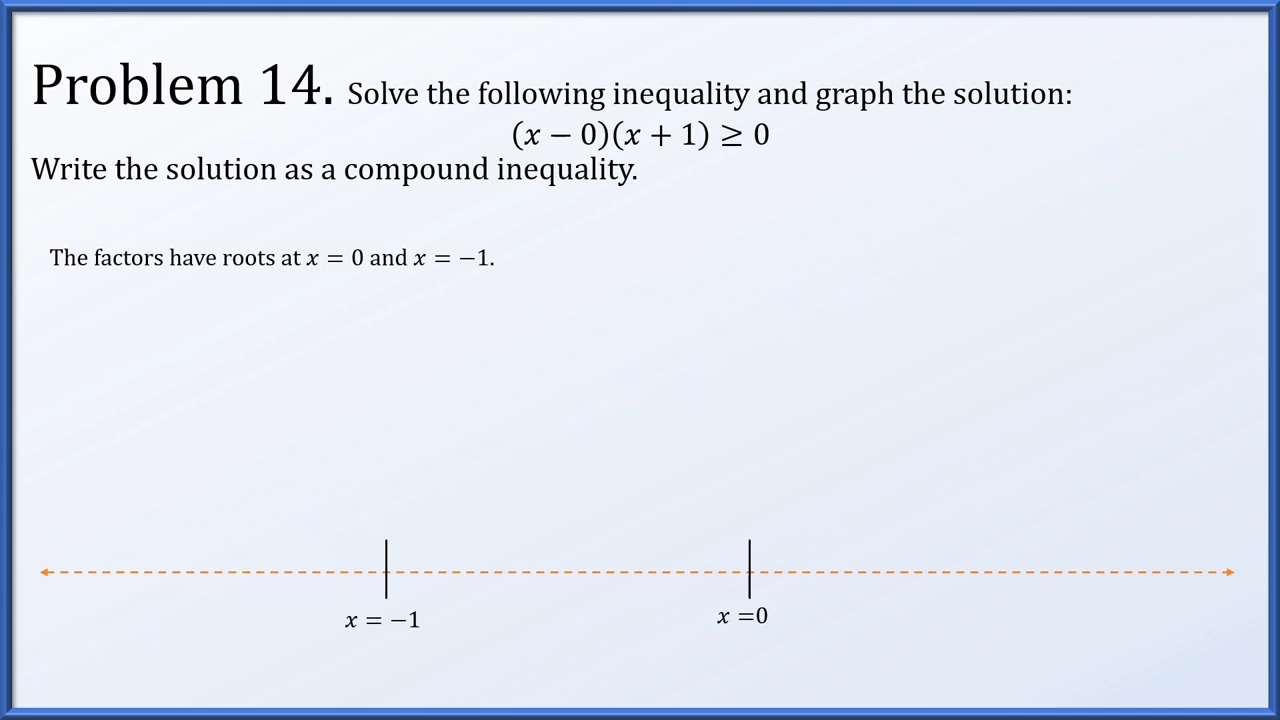 Problem 14. Solve the following inequality and graph the solution:
(x − 0)(x + 1) ≥ 0
Write the solution as a compound inequality.
The factors have roots at x = 0 and x = −1.
x = −1
x =0